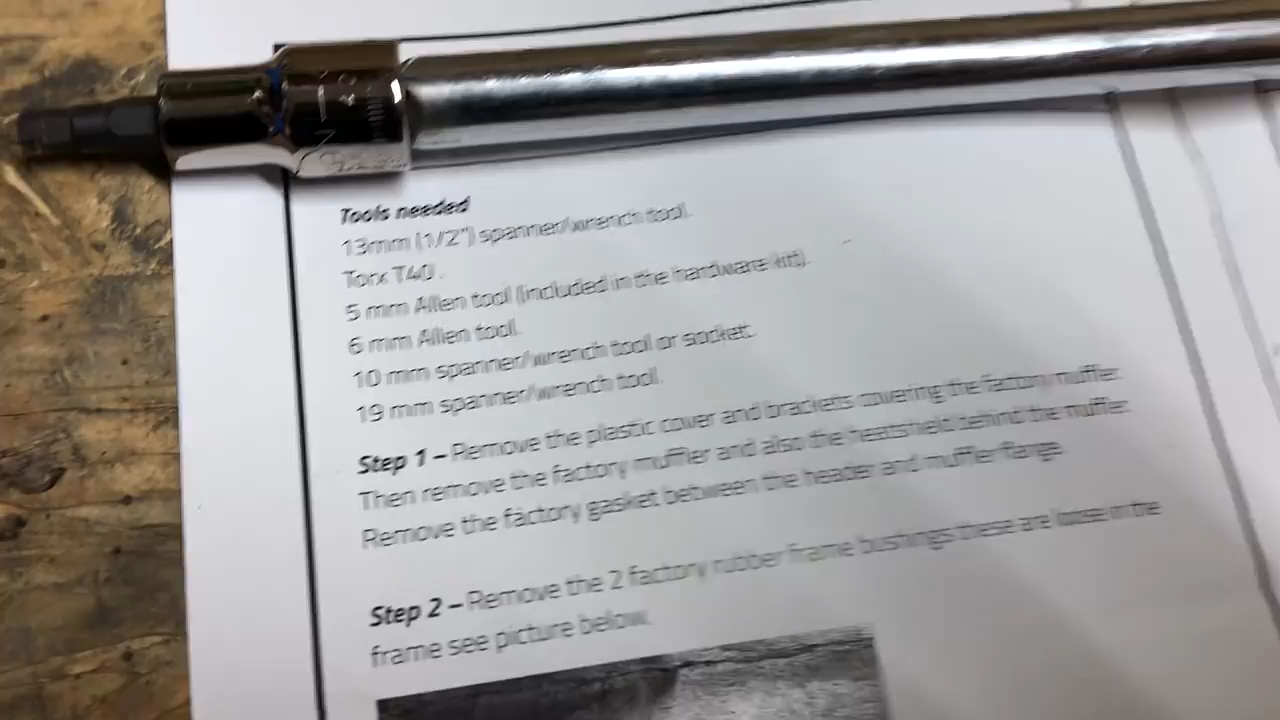 Tools needed
13mm (1/2") spanner/wrench tool.
Torx T40.
5 mm Allen tool (included in the hardware kit).
6 mm Allen tool.
10 mm spanner/wrench tool or socket.
19 mm spanner/wrench tool.
Step 1 – Remove the plastic cover and brackets covering the factory muffler.
Then remove the factory muffler and also the heatshield behind the muffler.
Remove the factory gasket between the header and muffler flange.
Step 2 – Remove the 2 factory rubber frame bushings these are loose in the
frame see picture below.